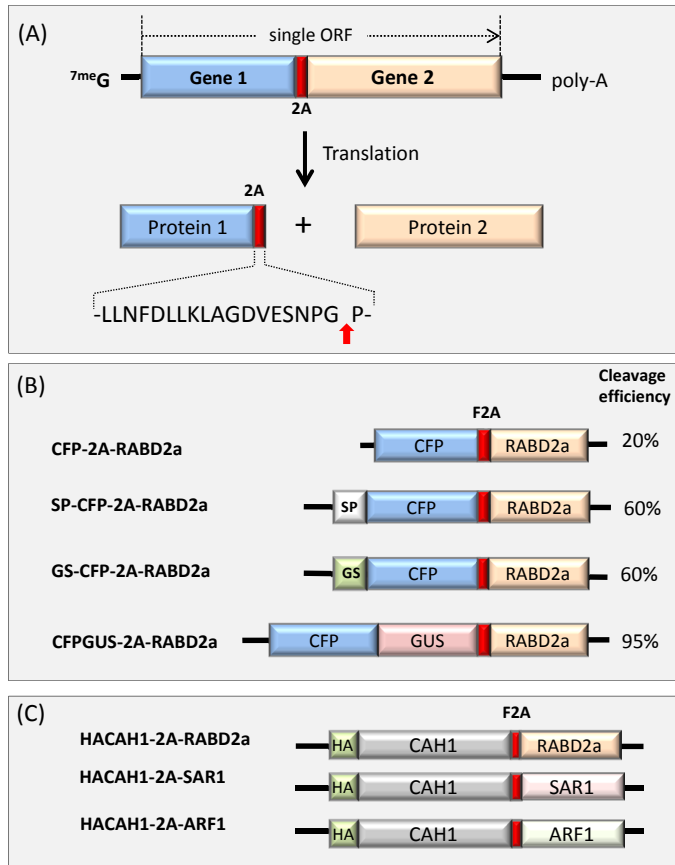 (A)
single ORF
7meG Gene 1 Gene 2 poly-A
2A
Translation
2A
Protein 1 + Protein 2
-LLNFDLLKLAGDVESNPG P-
(B)
Cleavage
efficiency
F2A
CFP-2A-RABD2a CFP RABD2a 20%
SP-CFP-2A-RABD2a SP CFP RABD2a 60%
GS-CFP-2A-RABD2a GS CFP RABD2a 60%
CFPGUS-2A-RABD2a CFP GUS RABD2a 95%
(C)
F2A
HACAH1-2A-RABD2a HA CAH1 RABD2a
HACAH1-2A-SAR1 HA CAH1 SAR1
HACAH1-2A-ARF1 HA CAH1 ARF1